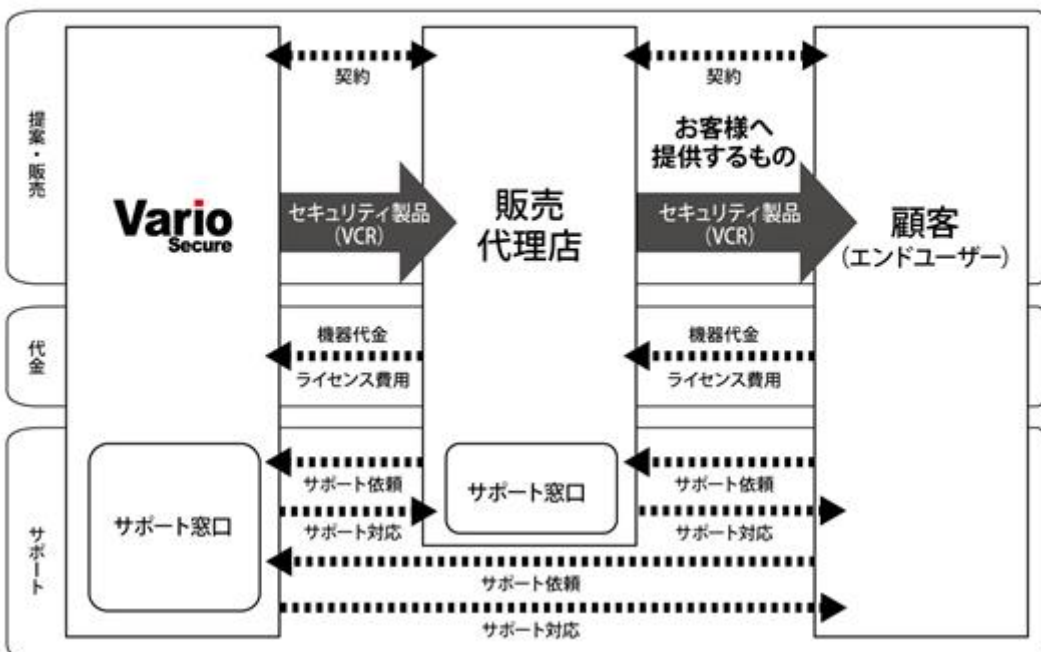 提案・販売
契約
契約
お客様へ
提供するもの
Vario
Secure
セキュリティ製品
(VCR)
販売
代理店
セキュリティ製品
(VCR)
顧客
(エンドユーザー)
代金
機器代金
ライセンス費用
機器代金
ライセンス費用
サポート
サポート窓口
サポート依頼
サポート対応
サポート窓口
サポート依頼
サポート対応
サポート依頼
サポート対応